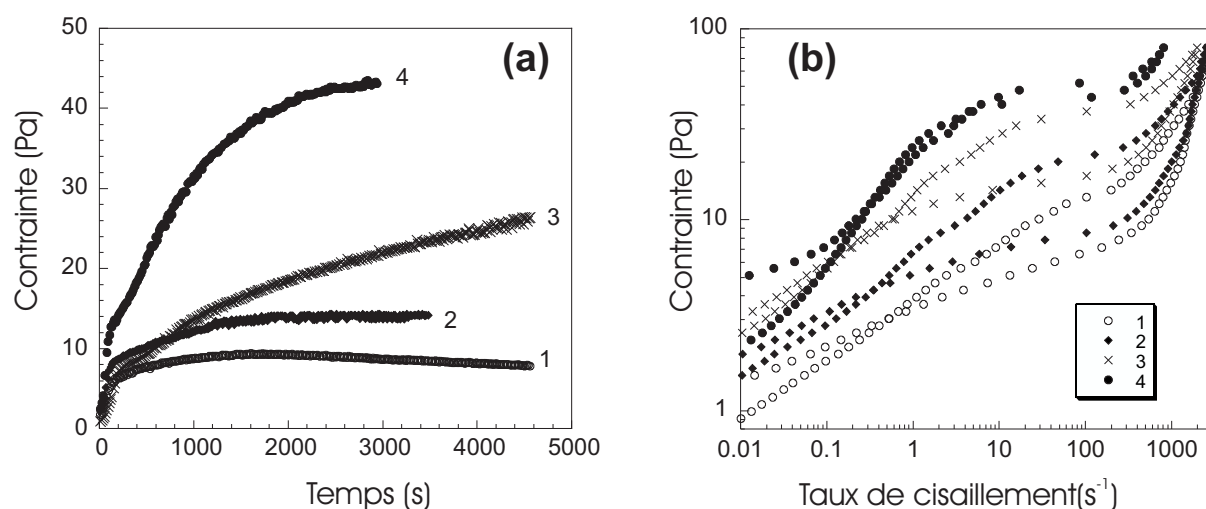 (a)
Contrainte (Pa)
50
40
30
20
10
0
4
3
2
1
0 1000 2000 3000 4000 5000
Temps (s)
(b)
Contrainte (Pa)
100
10
1
1
2
3
4
0.01 0.1 1 10 100 1000
Taux de cisaillement(s⁻¹)